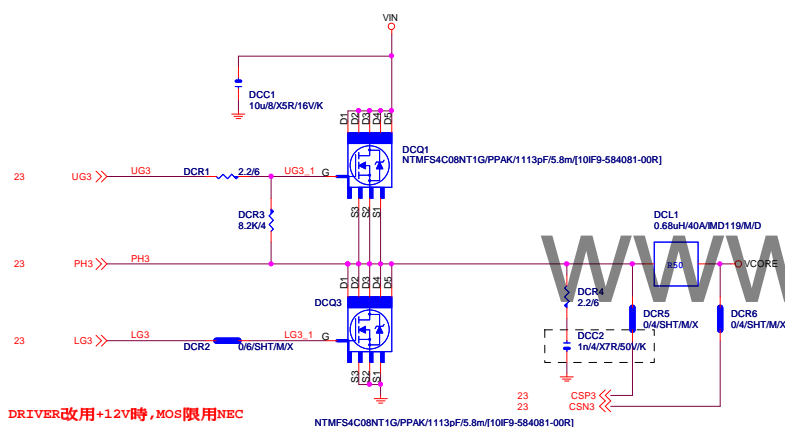 VIN
DCC1
10u/8/X5R/16V/K
D1 D2 D3 D4 D5
DCQ1
NTMFS4C08NT1G/PPAK/1113pF/5.8m/[10IF9-584081-00R]
23 UG3 UG3 DCR1 2.2/6 UG3_1 G
S3 S2 S1
DCR3
8.2K/4
DCL1
0.68uH/40A/IMD119/M/D
WWW
23 PH3 PH3
R50
VCORE
D1 D2 D3 D4 D5
DCQ3
DCR4
2.2/6
DCR5
0/4/SHT/M/X
DCR6
0/4/SHT/M/X
23 LG3 LG3 DCR2 0/6/SHT/M/X LG3_1 G
DCC2
1n/4/X7R/50V/K
S3 S2 S1
23 CSP3
23 CSN3
DRIVER改用+12V時,MOS限用NEC
NTMFS4C08NT1G/PPAK/1113pF/5.8m/[10IF9-584081-00R]